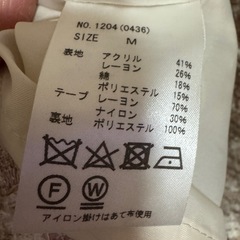 NO.1204(0436)
SIZE M
表地 アクリル 41%
レーヨン 26%
綿 18%
ポリエステル 15%
テープ レーヨン 70%
ナイロン 30%
裏地 ポリエステル 100%
F W
アイロン掛けはあて布使用